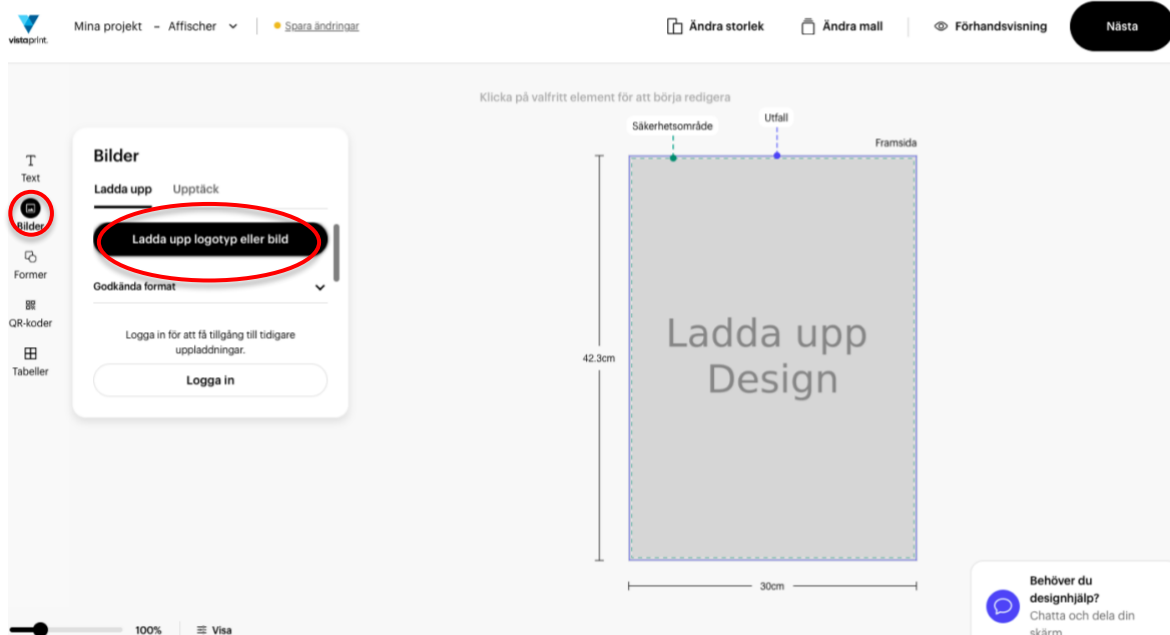 vistaprint.
Mina projekt – Affischer
Spara ändringar
Ändra storlek
Ändra mall
Förhandsvisning
Nästa
Klicka på valfritt element för att börja redigera
Säkerhetsområde
Utfall
Framsida
Text
Bilder
Former
QR-koder
Tabeller
Bilder
Ladda upp
Upptäck
Ladda upp logotyp eller bild
Godkända format
Logga in för att få tillgång till tidigare
uppladdningar.
Logga in
Ladda upp
Design
42.3cm
30cm
Behöver du
designhjälp?
Chatta och dela din
skärm
100%
Visa